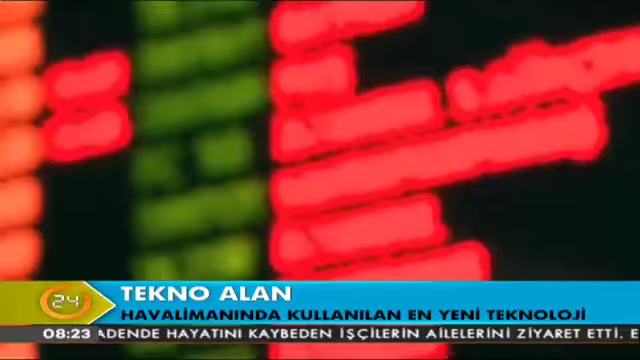 TEKNO ALAN
24
HAVALİMANINDA KULLANILAN EN YENİ TEKNOLOJİ
08:23 ADENDE HAYATINI KAYBEDEN İŞÇİLERİN AİLELERİNİ ZİYARET ETTİ.